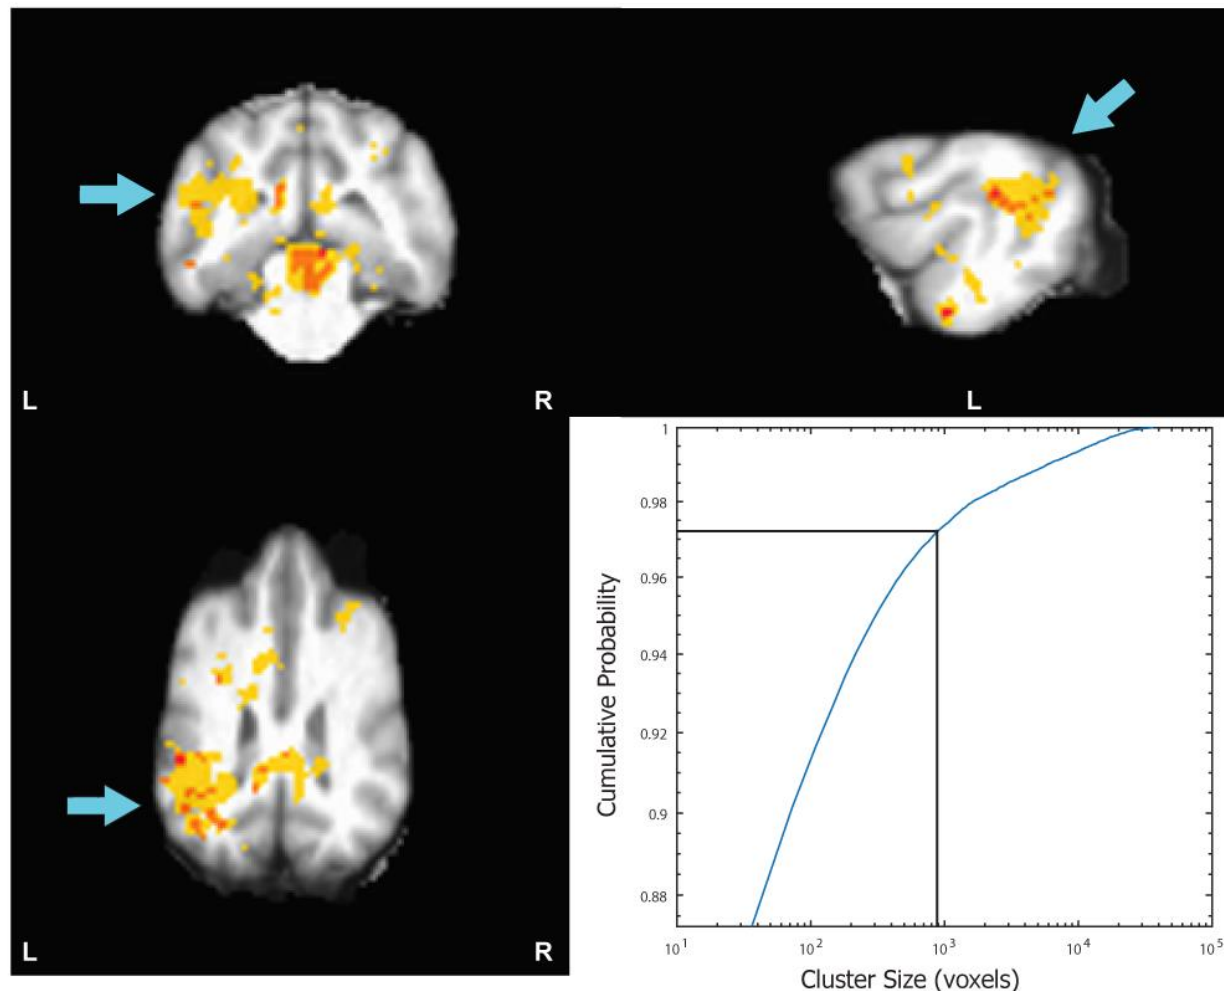 L
R
L
L
R
1
0.98
0.96
0.94
0.92
0.9
0.88
Cumulative Probability
10¹
10²
10³
10⁴
10⁵
Cluster Size (voxels)